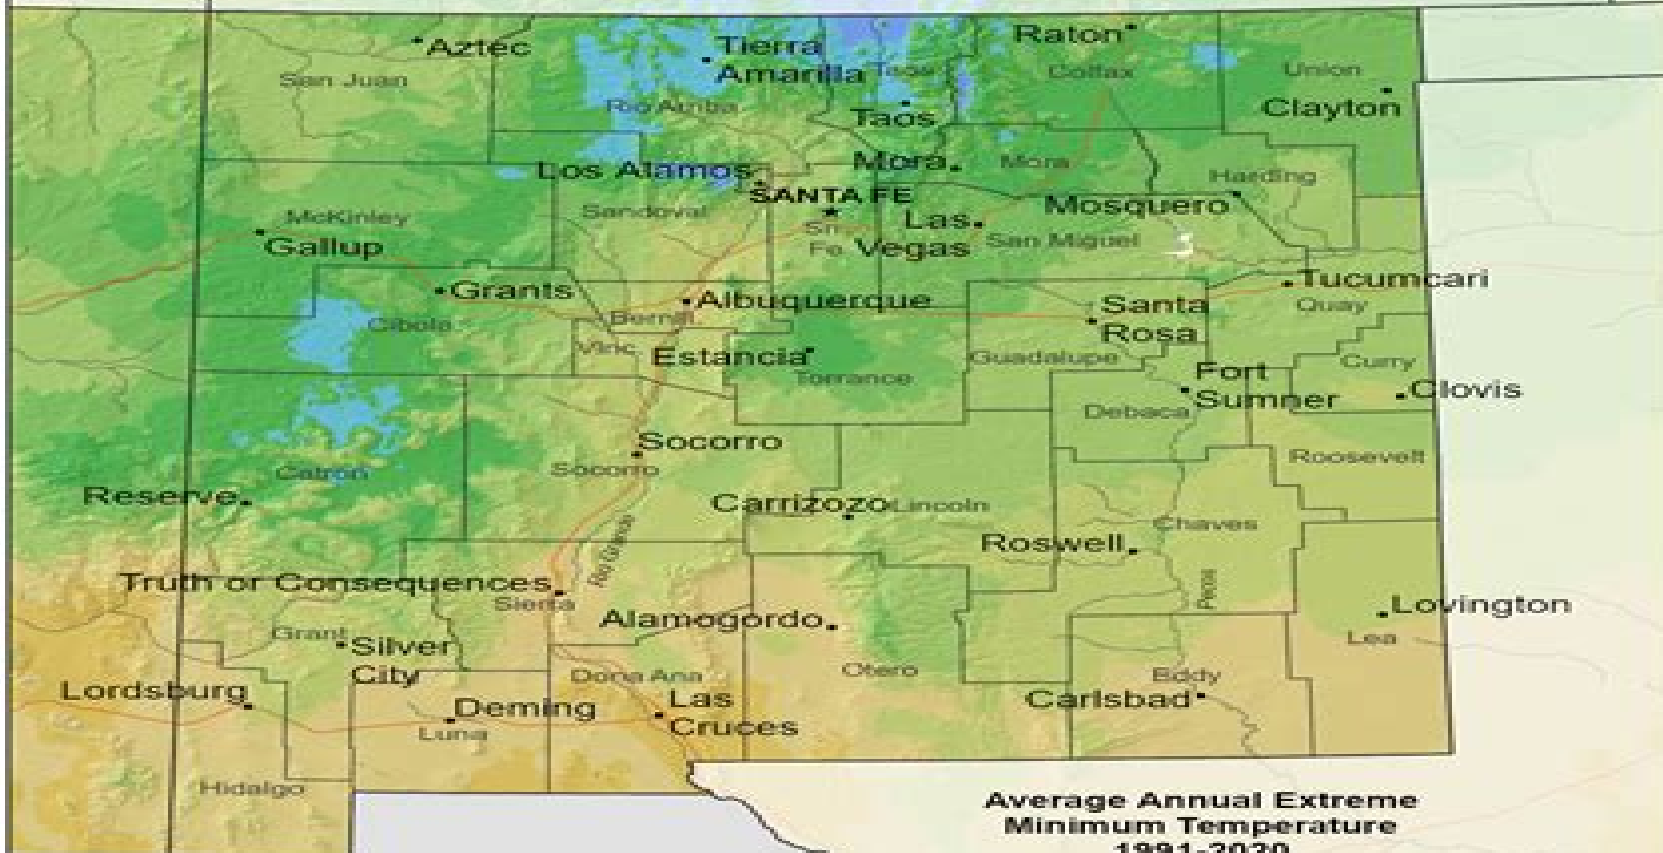 Aztec
Tierra
Amarilla
Raton
San Juan
Taos
Colfax
Union
Rio Arriba
Taos
Clayton
Los Alamos
Mora
Mora
Harding
SANTA FE
McKinley
Sandoval
Mosquero
Gallup
Sn
Fe
Las
Vegas
San Miguel
Grants
Albuquerque
Santa
Rosa
Tucumcari
Quay
Cibola
Estancia
Torrance
Guadalupe
Curry
Fort
Sumner
Clovis
Debaca
Socorro
Socorro
Catron
Roosevelt
Reserve
Carrizozo
Lincoln
Chaves
Roswell
Rio Grande
Truth or Consequences
Sierra
Pecos
Alamogordo
Lovington
Grant
Silver
City
Lea
Lordsburg
Dona Ana
Otero
Eddy
Las
Cruces
Carlsbad
Deming
Luna
Hidalgo
Average Annual Extreme
Minimum Temperature
1991-2020